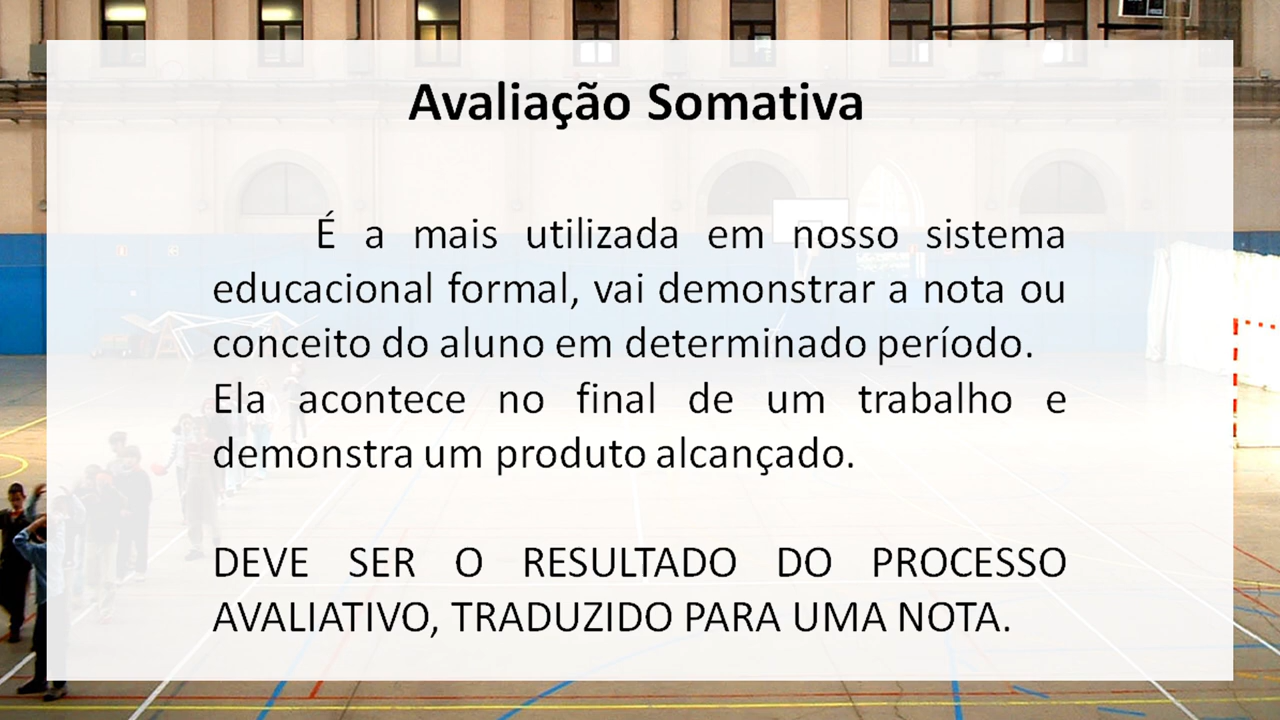 Avaliação Somativa
É a mais utilizada em nosso sistema
educacional formal, vai demonstrar a nota ou
conceito do aluno em determinado período.
Ela acontece no final de um trabalho e
demonstra um produto alcançado.
DEVE SER O RESULTADO DO PROCESSO
AVALIATIVO, TRADUZIDO PARA UMA NOTA.